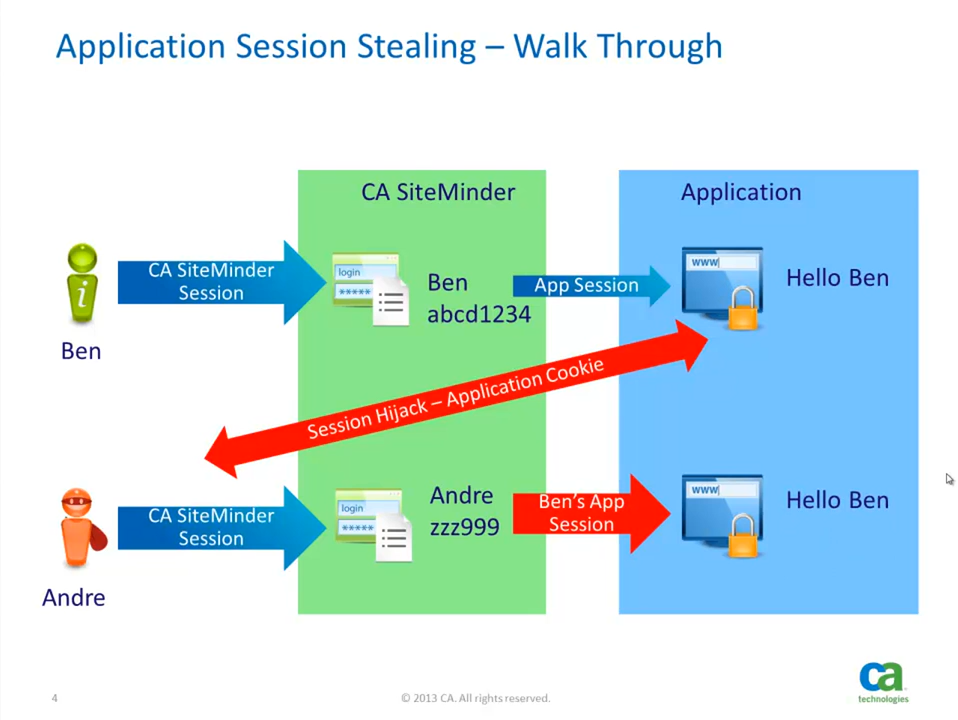 Application Session Stealing – Walk Through
CA SiteMinder
Application
CA SiteMinder
Session
login
*****
Ben
abcd1234
App Session
www
Hello Ben
i
Ben
Session Hijack – Application Cookie
CA SiteMinder
Session
login
*****
Andre
zzz999
Ben's App
Session
www
Hello Ben
Andre
4
© 2013 CA. All rights reserved.
ca
technologies